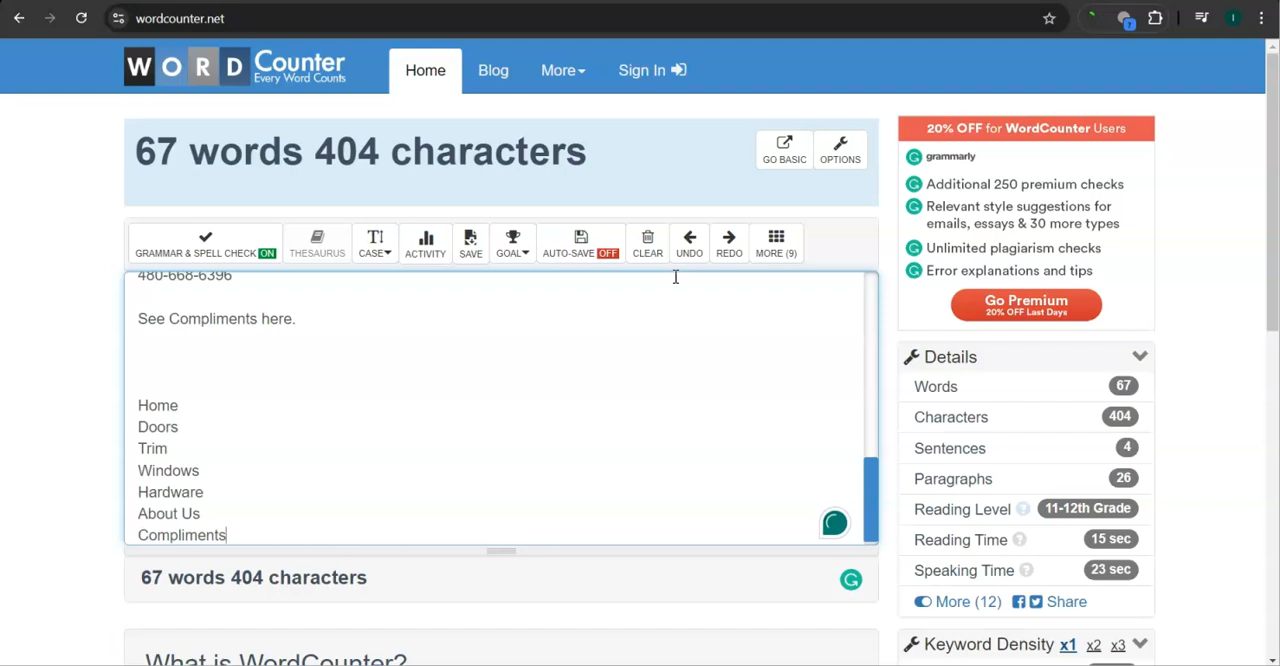 wordcounter.net
WORD Counter
Every Word Counts
Home
Blog
More
Sign In
67 words 404 characters
GO BASIC
OPTIONS
GRAMMAR & SPELL CHECK ON
THESAURUS
CASE
ACTIVITY
SAVE
GOAL
AUTO-SAVE OFF
CLEAR
UNDO
REDO
MORE (9)
480-668-6396
See Compliments here.
Home
Doors
Trim
Windows
Hardware
About Us
Compliments
67 words 404 characters
What is WordCounter?
20% OFF for WordCounter Users
grammarly
Additional 250 premium checks
Relevant style suggestions for
emails, essays & 30 more types
Unlimited plagiarism checks
Error explanations and tips
Go Premium
20% OFF Last Days
Details
Words 67
Characters 404
Sentences 4
Paragraphs 26
Reading Level ? 11-12th Grade
Reading Time ? 15 sec
Speaking Time ? 23 sec
More (12) Share
Keyword Density x1 x2 x3